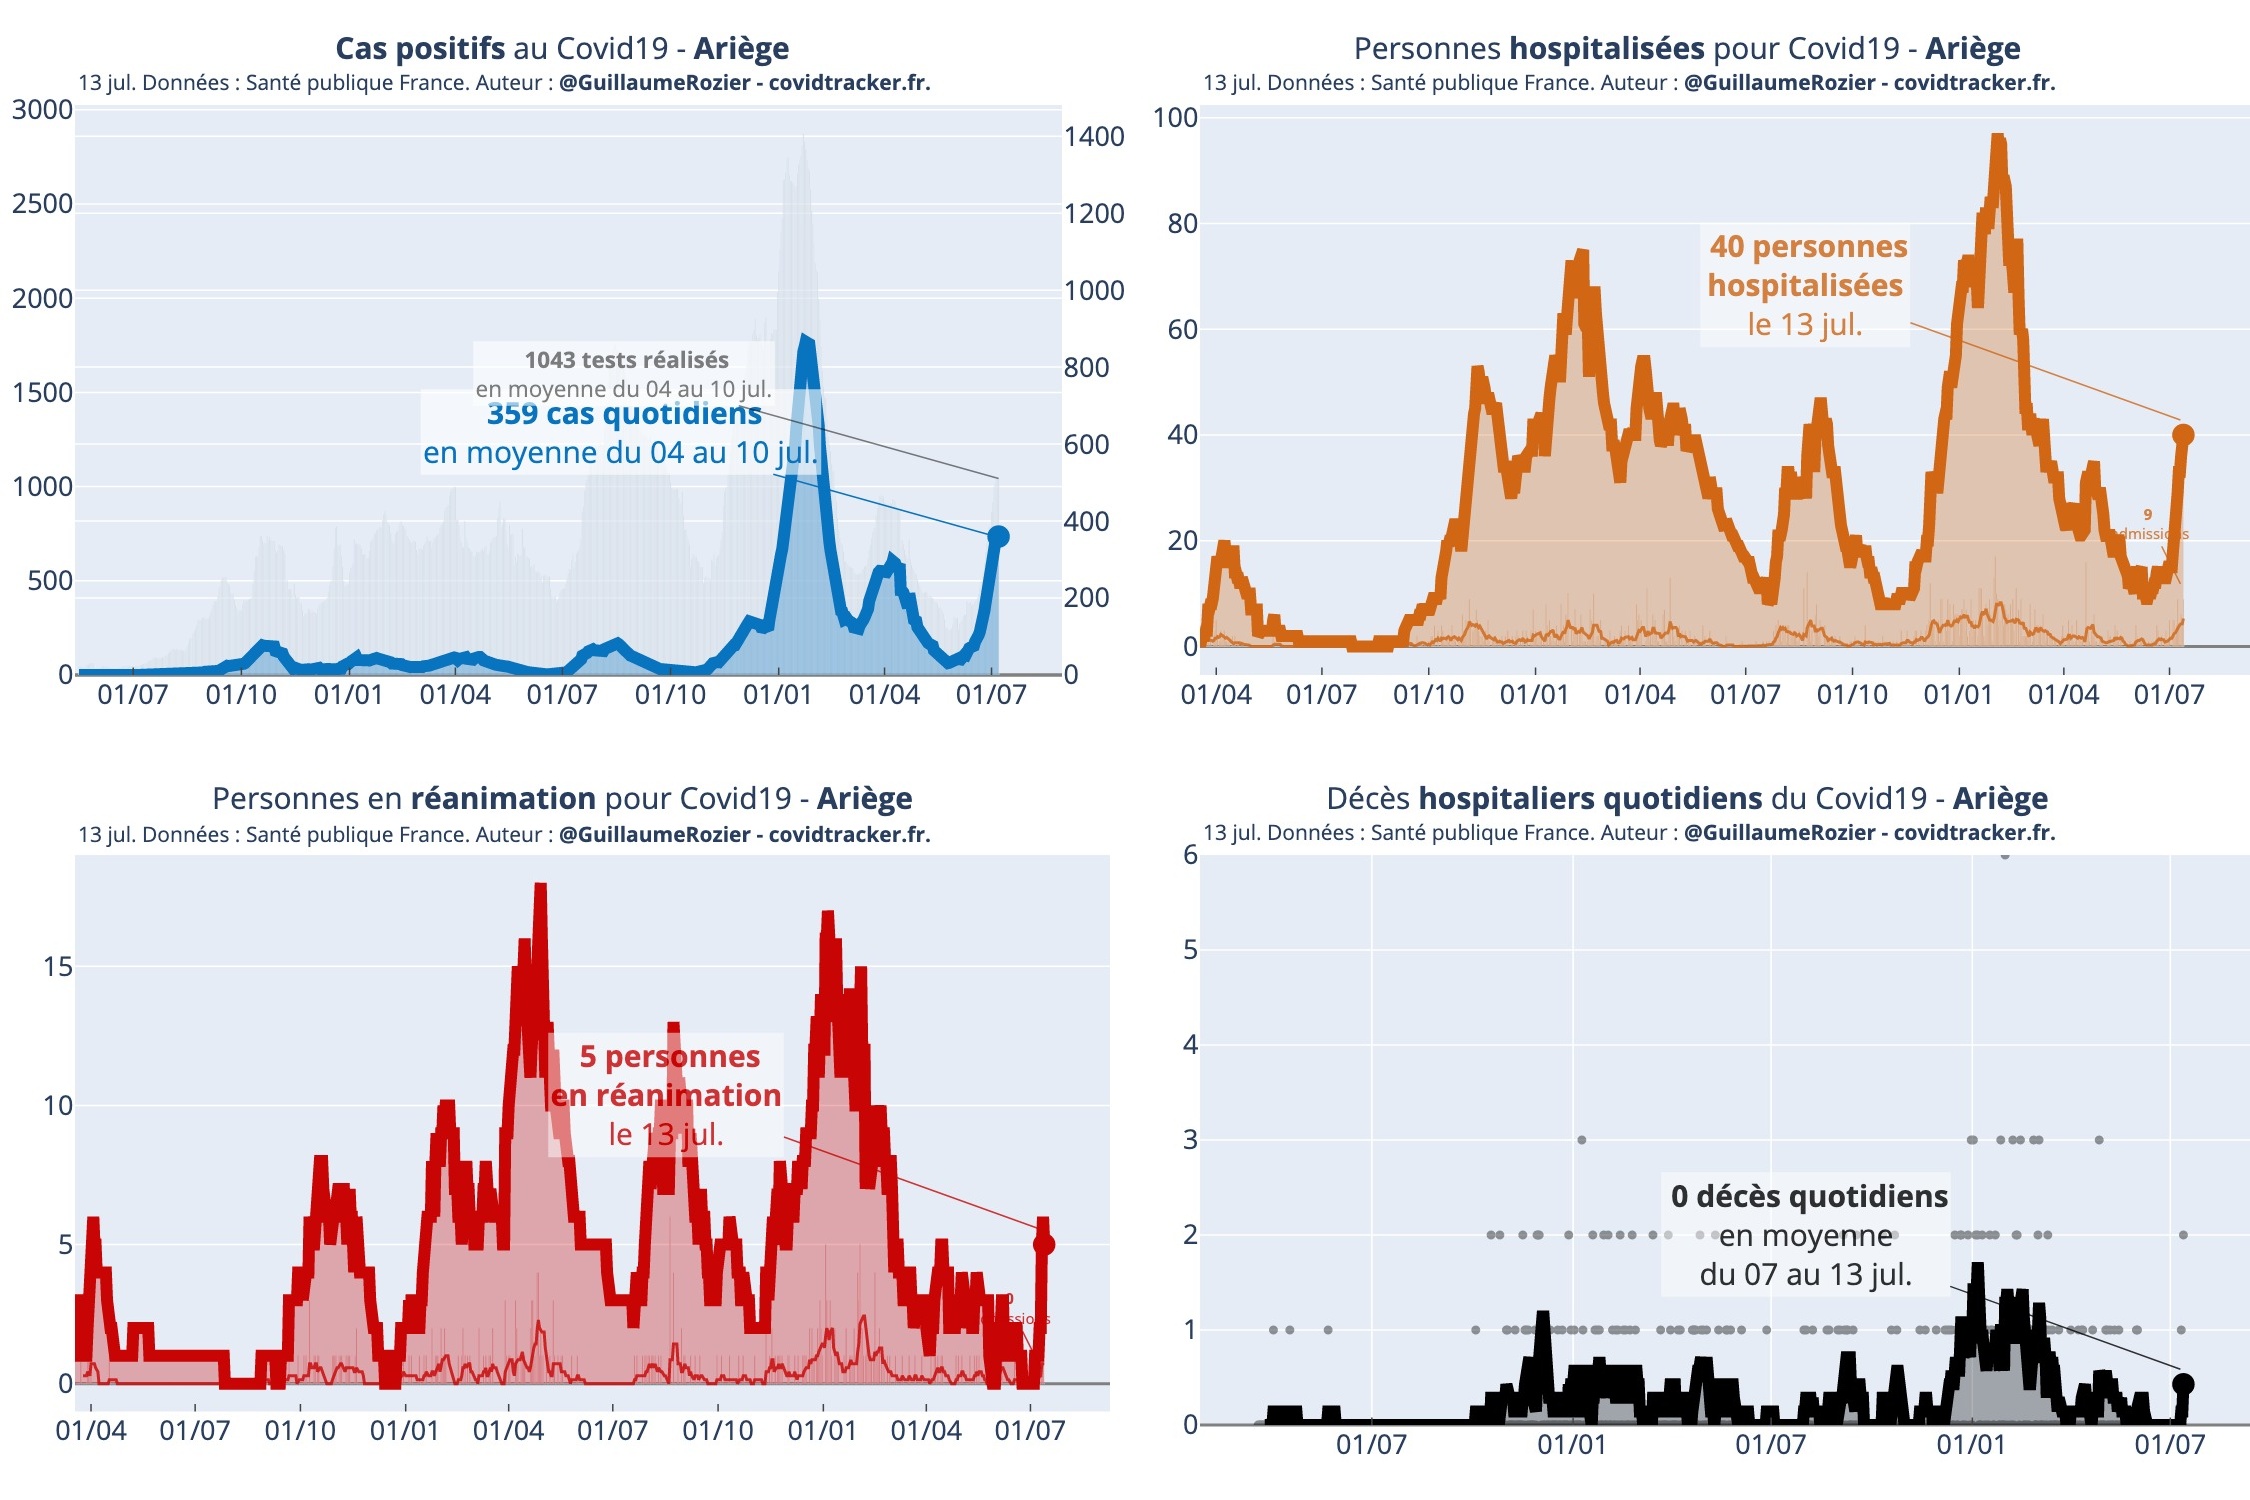 Cas positifs au Covid19 - Ariège
13 jul. Données : Santé publique France. Auteur : @GuillaumeRozier - covidtracker.fr.
3000
2500
2000
1500
1000
500
0
1400
1200
1000
800
600
400
200
0
1043 tests réalisés
en moyenne du 04 au 10 jul.
359 cas quotidiens
en moyenne du 04 au 10 jul.
01/07 01/10 01/01 01/04 01/07 01/10 01/01 01/04 01/07
Personnes hospitalisées pour Covid19 - Ariège
13 jul. Données : Santé publique France. Auteur : @GuillaumeRozier - covidtracker.fr.
100
80
60
40
20
0
40 personnes
hospitalisées
le 13 jul.
9
01/04 01/07 01/10 01/01 01/04 01/07 01/10 01/01 01/04 01/07
Personnes en réanimation pour Covid19 - Ariège
13 jul. Données : Santé publique France. Auteur : @GuillaumeRozier - covidtracker.fr.
15
10
5
0
5 personnes
en réanimation
le 13 jul.
0
01/04 01/07 01/10 01/01 01/04 01/07 01/10 01/01 01/04 01/07
Décès hospitaliers quotidiens du Covid19 - Ariège
13 jul. Données : Santé publique France. Auteur : @GuillaumeRozier - covidtracker.fr.
6
5
4
3
2
1
0
0 décès quotidiens
en moyenne
du 07 au 13 jul.
01/07 01/01 01/07 01/01 01/07